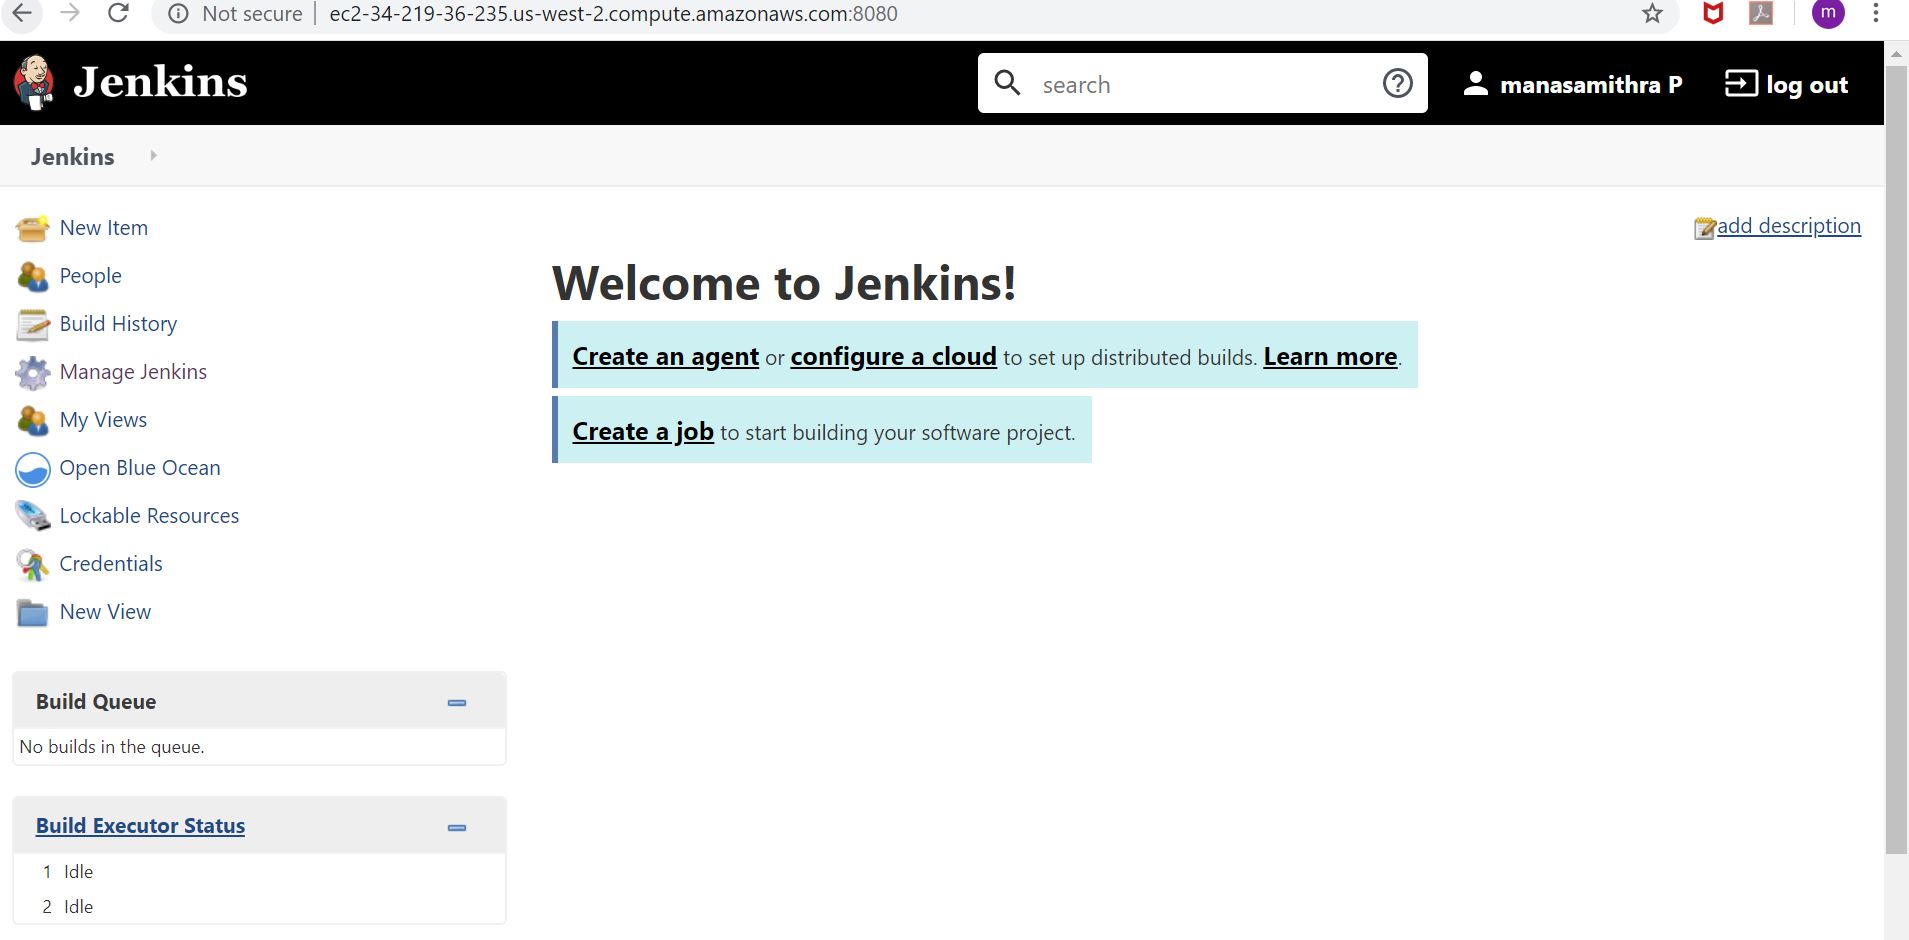 Not secure | ec2-34-219-36-235.us-west-2.compute.amazonaws.com:8080
m
Jenkins
search
manasamithra P
log out
Jenkins
New Item
People
Build History
Manage Jenkins
My Views
Open Blue Ocean
Lockable Resources
Credentials
New View
add description
Welcome to Jenkins!
Create an agent or configure a cloud to set up distributed builds. Learn more.
Create a job to start building your software project.
Build Queue
No builds in the queue.
Build Executor Status
1 Idle
2 Idle